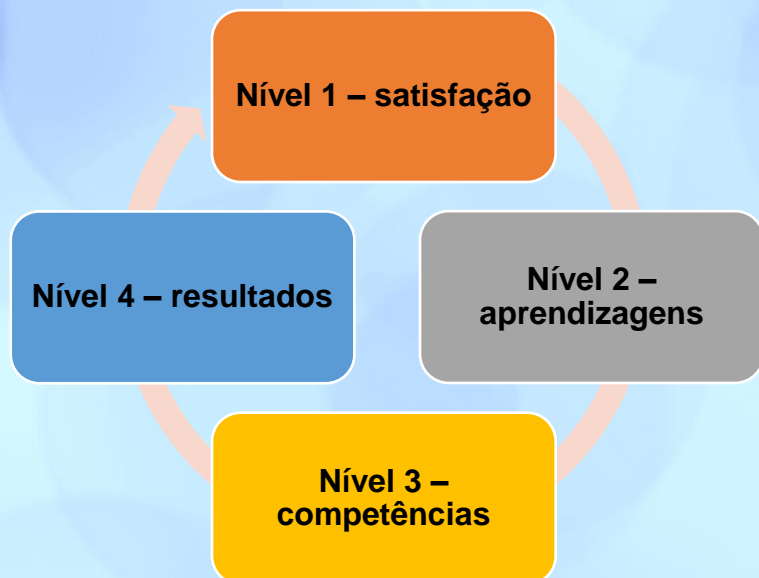 Nível 1 – satisfação
Nível 2 –
aprendizagens
Nível 3 –
competências
Nível 4 – resultados